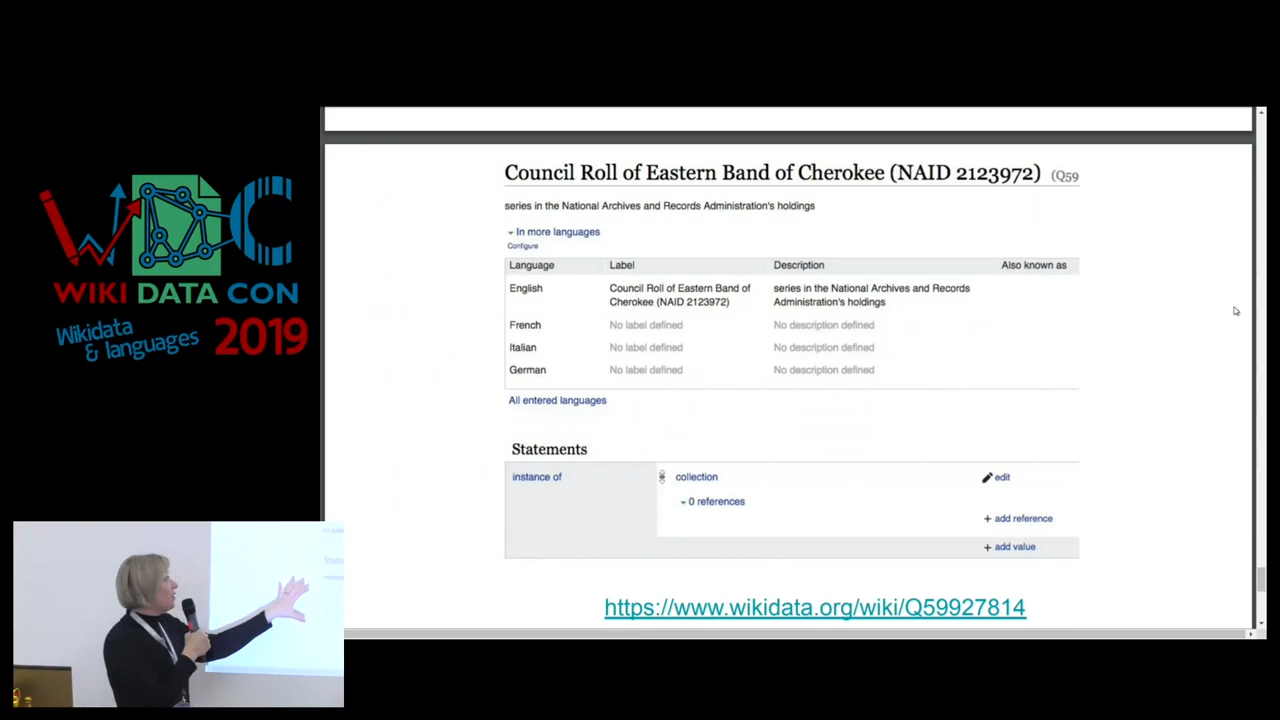 WIKI DATA CON
Wikidata
& languages
2019
Council Roll of Eastern Band of Cherokee (NAID 2123972) (Q59
series in the National Archives and Records Administration's holdings
In more languages
Configure
Language Label Description Also known as
English Council Roll of Eastern Band of series in the National Archives and Records
Cherokee (NAID 2123972) Administration's holdings
French No label defined No description defined
Italian No label defined No description defined
German No label defined No description defined
All entered languages
Statements
instance of collection edit
0 references
+ add reference
+ add value
https://www.wikidata.org/wiki/Q59927814